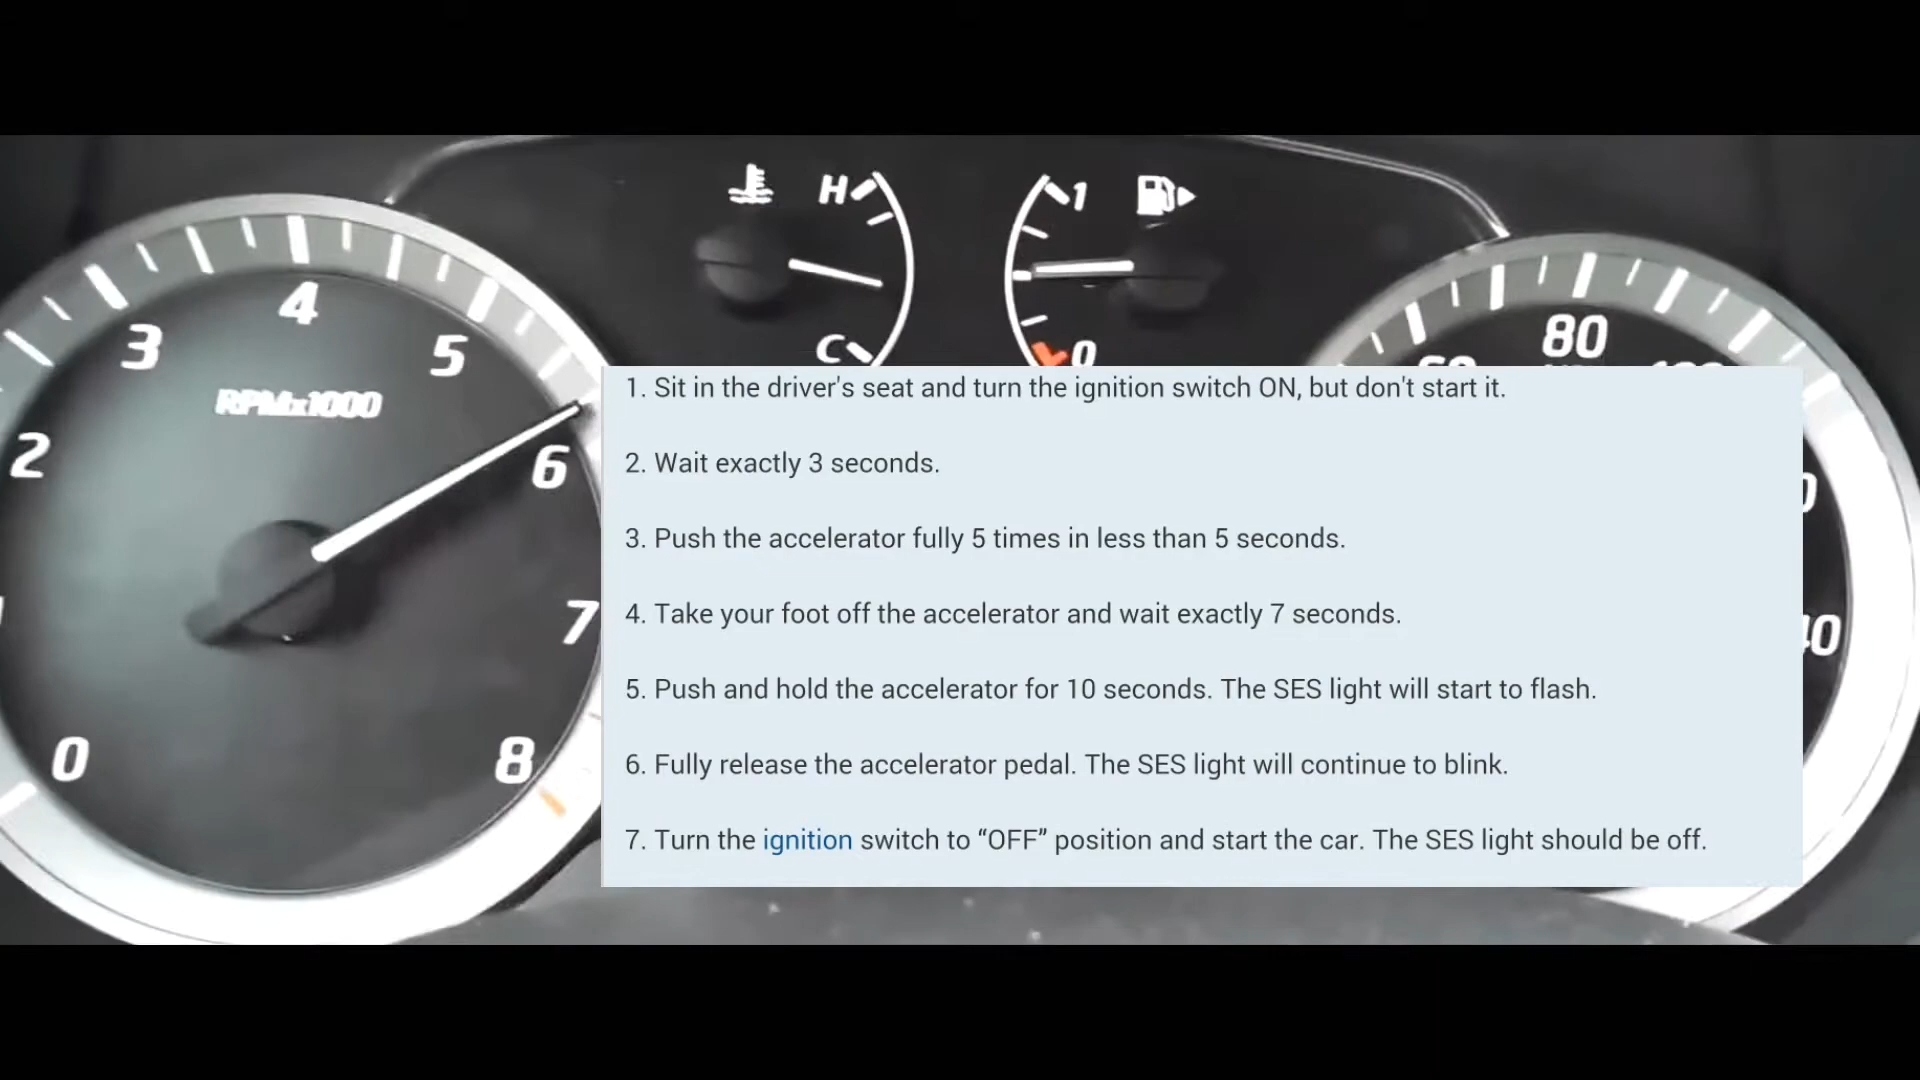 H
1
4
80
3
5
C
0
RPMx1000
1. Sit in the driver's seat and turn the ignition switch ON, but don't start it.
2
6
2. Wait exactly 3 seconds.
3. Push the accelerator fully 5 times in less than 5 seconds.
7
4. Take your foot off the accelerator and wait exactly 7 seconds.
5. Push and hold the accelerator for 10 seconds. The SES light will start to flash.
0
8
6. Fully release the accelerator pedal. The SES light will continue to blink.
7. Turn the ignition switch to “OFF” position and start the car. The SES light should be off.